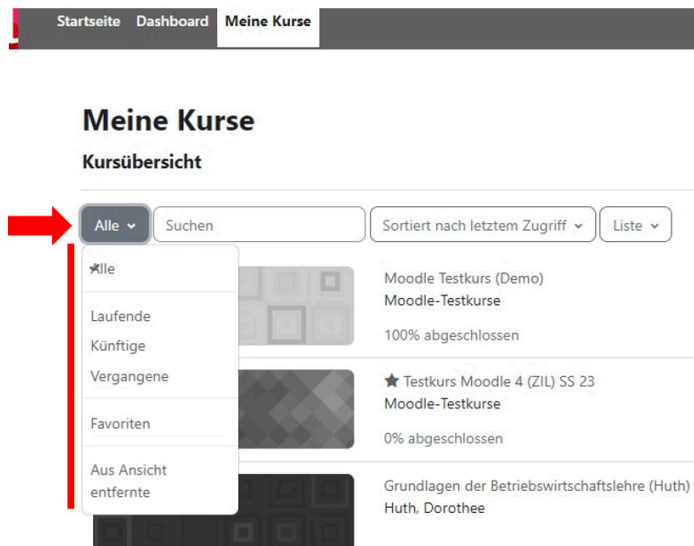 Startseite Dashboard Meine Kurse
Meine Kurse
Kursübersicht
Alle Suchen Sortiert nach letztem Zugriff Liste
Alle
Laufende
Künftige
Vergangene
Favoriten
Aus Ansicht
entfernte
Moodle Testkurs (Demo)
Moodle-Testkurse
100% abgeschlossen
Testkurs Moodle 4 (ZIL) SS 23
Moodle-Testkurse
0% abgeschlossen
Grundlagen der Betriebswirtschaftslehre (Huth)
Huth, Dorothee